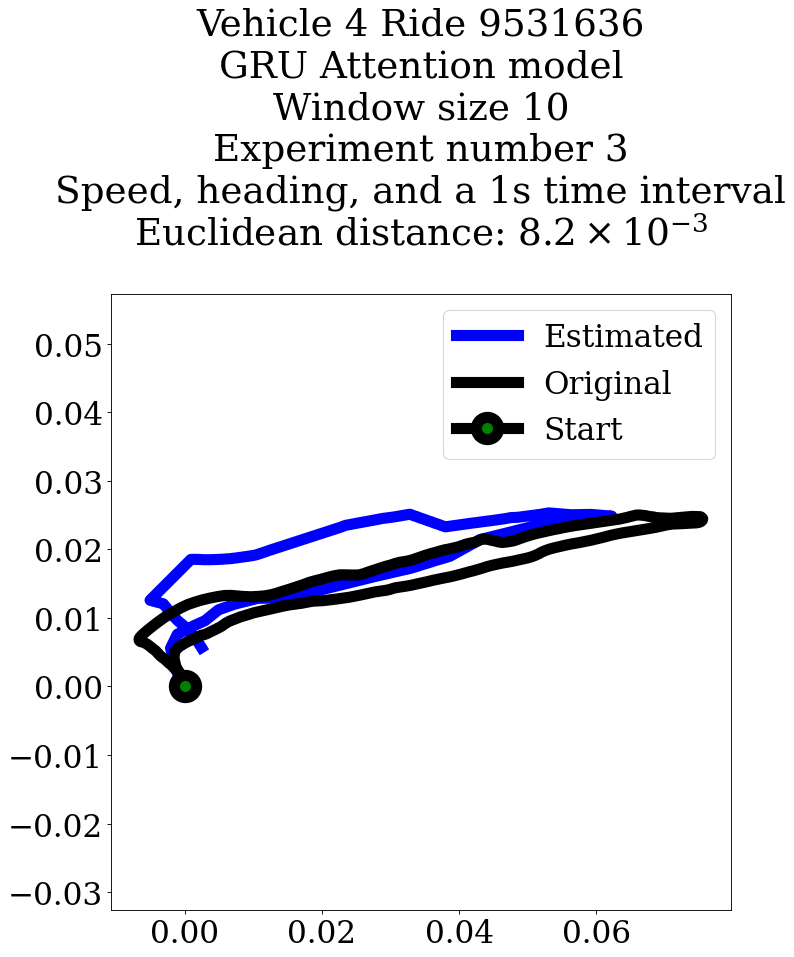 Vehicle 4 Ride 9531636
GRU Attention model
Window size 10
Experiment number 3
Speed, heading, and a 1s time interval
Euclidean distance: 8.2 × 10⁻³
Estimated
Original
Start
0.05
0.04
0.03
0.02
0.01
0.00
−0.01
−0.02
−0.03
0.00 0.02 0.04 0.06